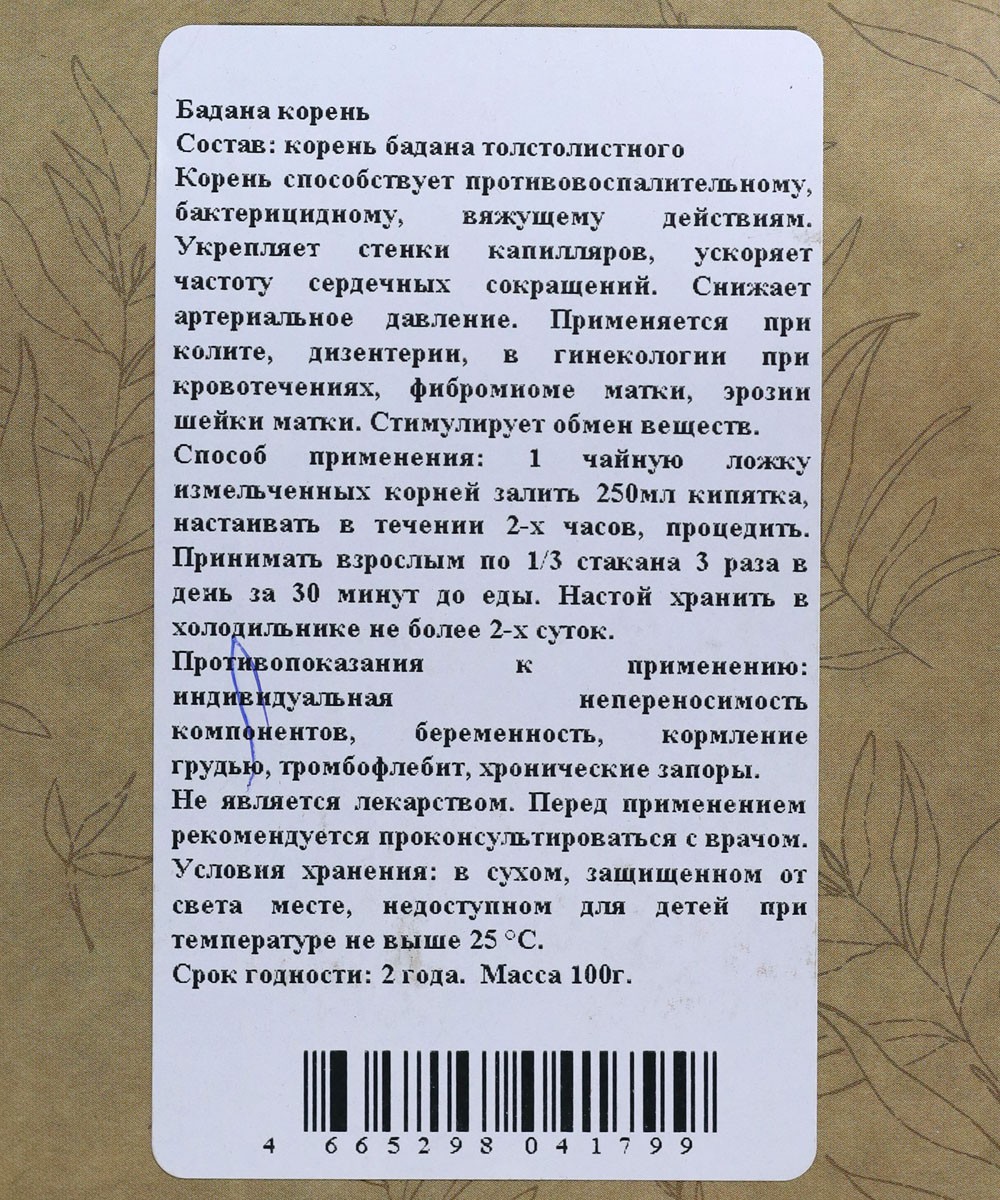 Бадана корень
Состав: корень бадана толстолистного
Корень способствует противовоспалительному,
бактерицидному, вяжущему действиям.
Укрепляет стенки капилляров, ускоряет
частоту сердечных сокращений. Снижает
артериальное давление. Применяется при
колите, дизентерии, в гинекологии при
кровотечениях, фибромиоме матки, эрозии
шейки матки. Стимулирует обмен веществ.
Способ применения: 1 чайную ложку
измельченных корней залить 250мл кипятка,
настаивать в течении 2-х часов, процедить.
Принимать взрослым по 1/3 стакана 3 раза в
день за 30 минут до еды. Настой хранить в
холодильнике не более 2-х суток.
Противопоказания к применению:
индивидуальная непереносимость
компонентов, беременность, кормление
грудью, тромбофлебит, хронические запоры.
Не является лекарством. Перед применением
рекомендуется проконсультироваться с врачом.
Условия хранения: в сухом, защищенном от
света месте, недоступном для детей при
температуре не выше 25 °С.
Срок годности: 2 года. Масса 100г.
4 665298 041799